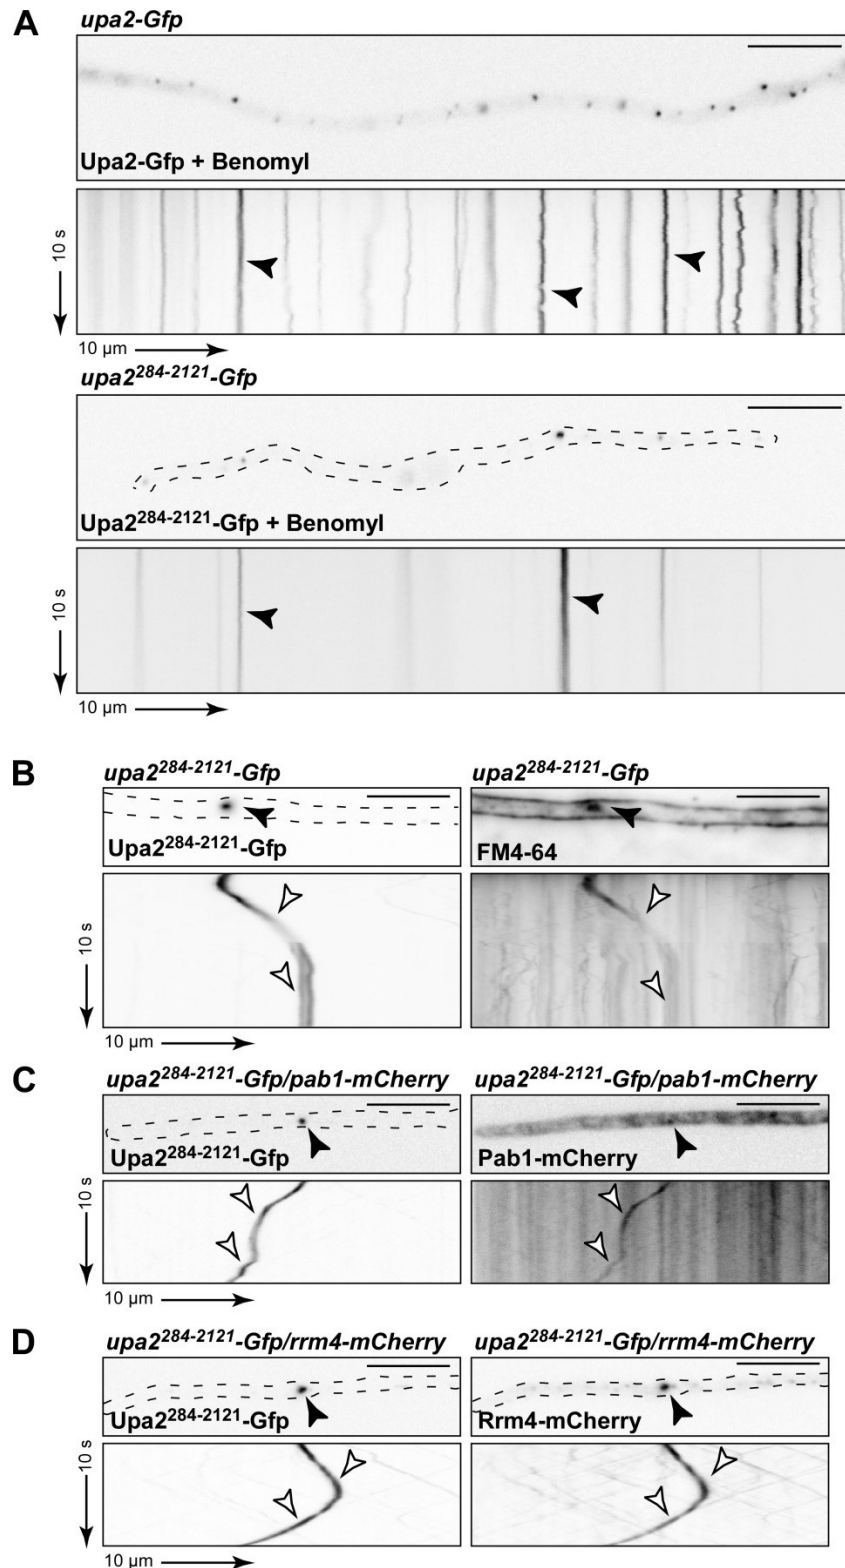 A
upa2-Gfp
Upa2-Gfp + Benomyl
10 s
10 µm
upa2²⁸⁴⁻²¹²¹-Gfp
Upa2²⁸⁴⁻²¹²¹-Gfp + Benomyl
10 s
10 µm
B
upa2²⁸⁴⁻²¹²¹-Gfp
upa2²⁸⁴⁻²¹²¹-Gfp
Upa2²⁸⁴⁻²¹²¹-Gfp
FM4-64
10 s
10 µm
C
upa2²⁸⁴⁻²¹²¹-Gfp/pab1-mCherry
upa2²⁸⁴⁻²¹²¹-Gfp/pab1-mCherry
Upa2²⁸⁴⁻²¹²¹-Gfp
Pab1-mCherry
10 s
10 µm
D
upa2²⁸⁴⁻²¹²¹-Gfp/rrm4-mCherry
upa2²⁸⁴⁻²¹²¹-Gfp/rrm4-mCherry
Upa2²⁸⁴⁻²¹²¹-Gfp
Rrm4-mCherry
10 s
10 µm